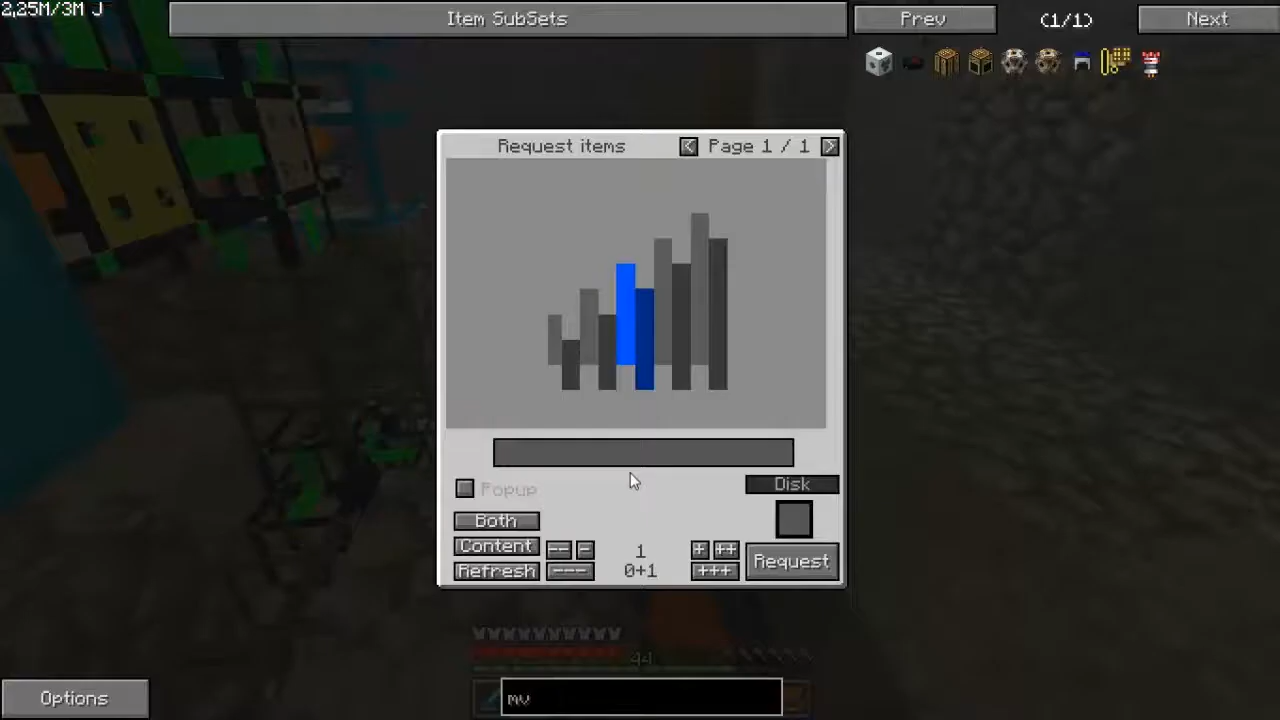 2,25M/3M J
Item SubSets
Prev
(1/1)
Next
Request items
<
Page 1 / 1
>
Popup
Disk
Both
Content
Refresh
--
-
---
1
0+1
+
++
+++
Request
44
Options
mv